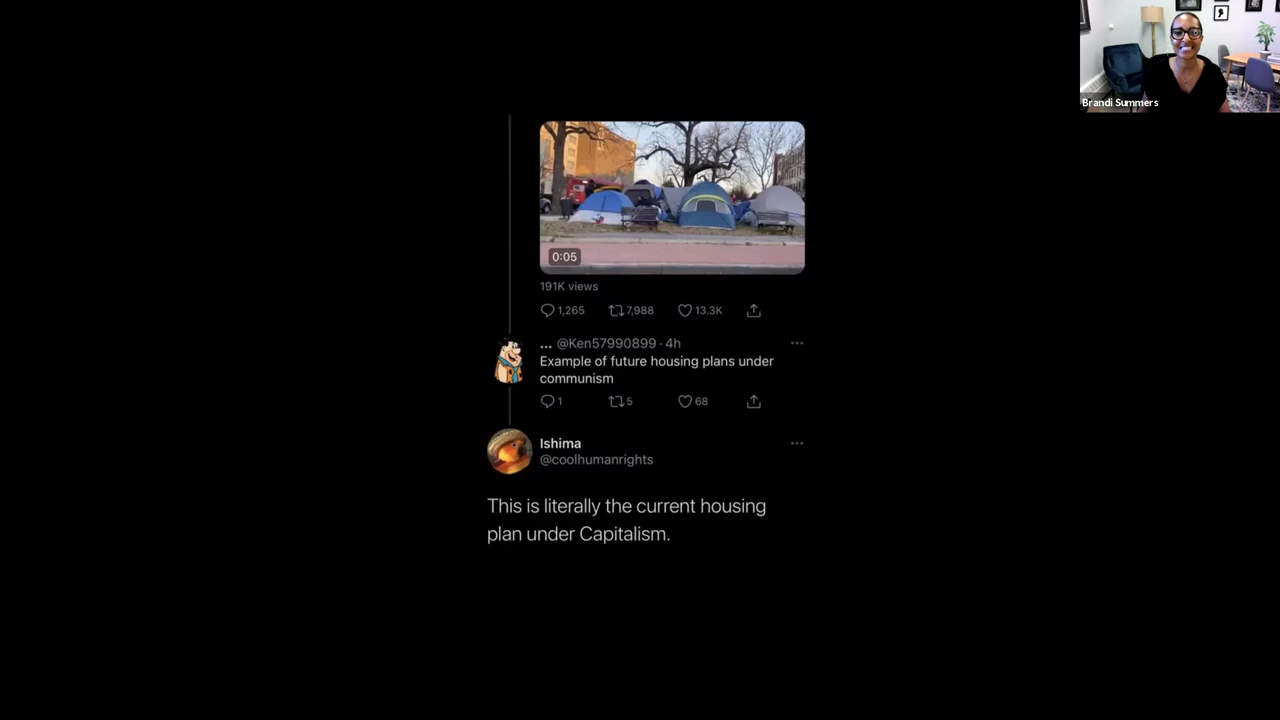 Brandi Summers
0:05
191K views
1,265 7,988 13.3K
... @Ken57990899 · 4h ...
Example of future housing plans under
communism
1 5 68
Ishima ...
@coolhumanrights
This is literally the current housing
plan under Capitalism.